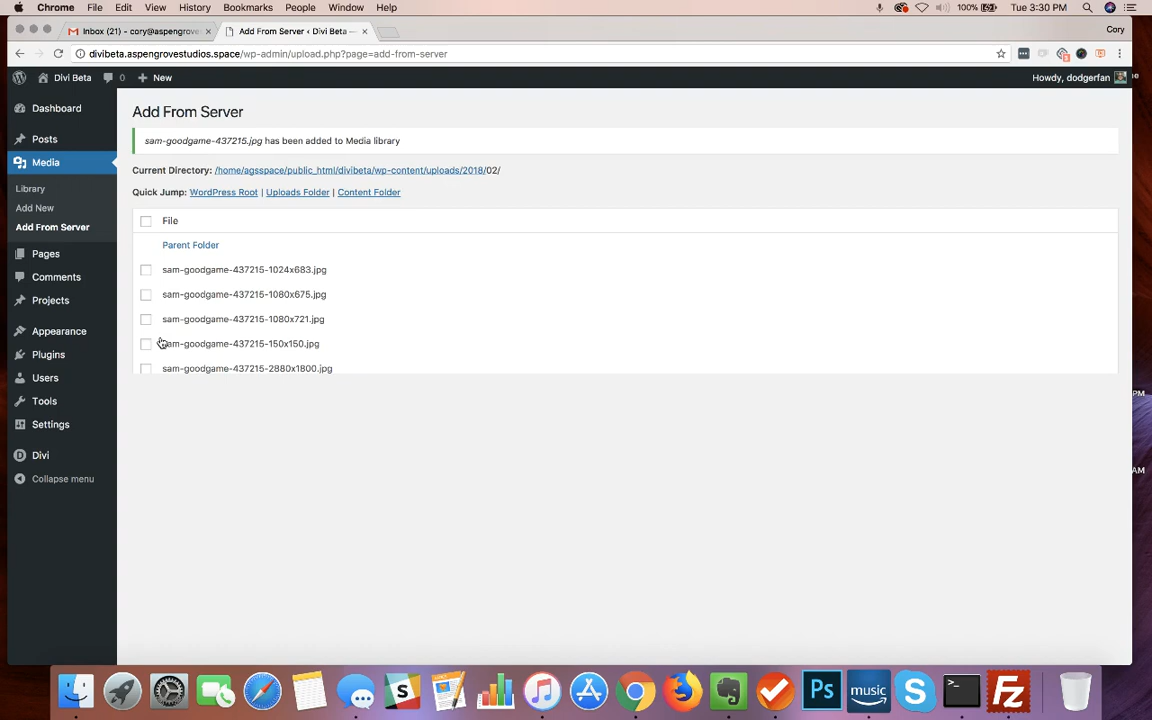 Chrome File Edit View History Bookmarks People Window Help 100% Tue 3:30 PM
Inbox (21) - cory@aspengrove × Add From Server ‹ Divi Beta — × Cory
divibeta.aspengrovestudios.space/wp-admin/upload.php?page=add-from-server
Divi Beta 0 + New Howdy, dodgerfan
Dashboard
Posts
Media
Library
Add New
Add From Server
Pages
Comments
Projects
Appearance
Plugins
Users
Tools
Settings
Divi
Collapse menu
Add From Server
sam-goodgame-437215.jpg has been added to Media library
Current Directory: /home/agsspace/public_html/divibeta/wp-content/uploads/2018/02/
Quick Jump: WordPress Root | Uploads Folder | Content Folder
File
Parent Folder
sam-goodgame-437215-1024x683.jpg
sam-goodgame-437215-1080x675.jpg
sam-goodgame-437215-1080x721.jpg
sam-goodgame-437215-150x150.jpg
sam-goodgame-437215-2880x1800.jpg
PM
AM
Ps
music
Fz